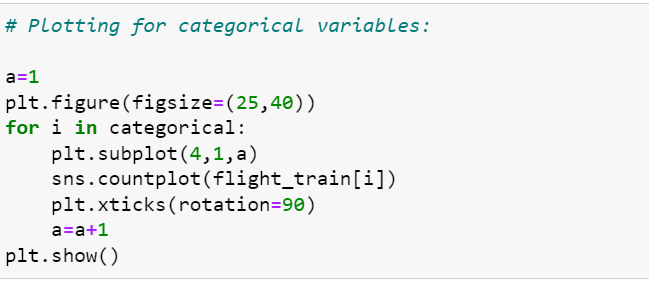 # Plotting for categorical variables:
a=1
plt.figure(figsize=(25,40))
for i in categorical:
    plt.subplot(4,1,a)
    sns.countplot(flight_train[i])
    plt.xticks(rotation=90)
    a=a+1
plt.show()